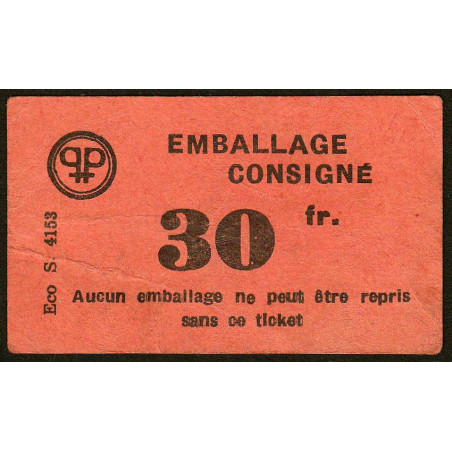 EMBALLAGE
CONSIGNÉ
30 fr.
Aucun emballage ne peut être repris
sans ce ticket
Eco S. 4153